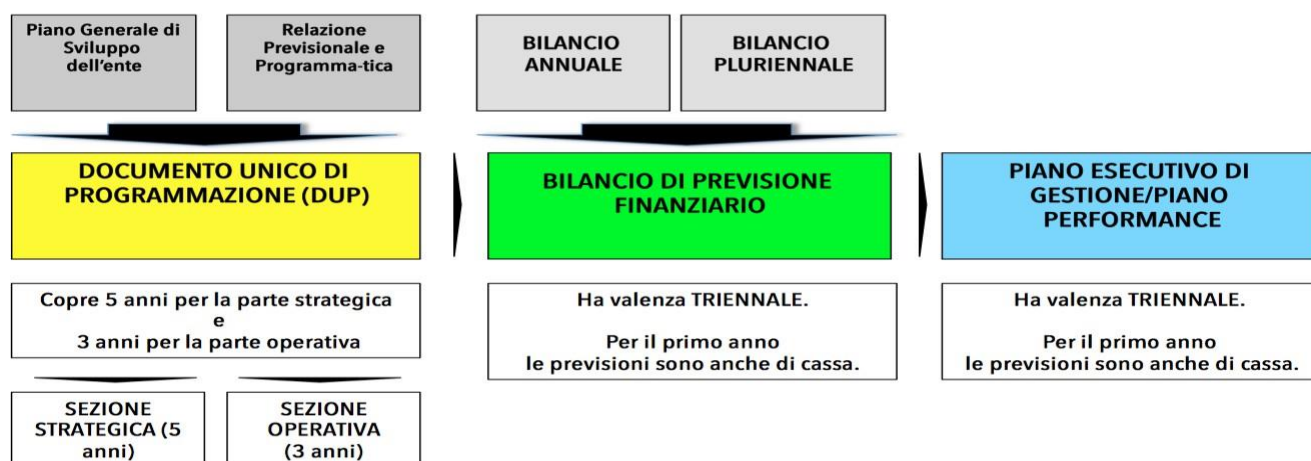 Piano Generale di
Sviluppo
dell'ente
Relazione
Previsionale e
Programma-tica
BILANCIO
ANNUALE
BILANCIO
PLURIENNALE
DOCUMENTO UNICO DI
PROGRAMMAZIONE (DUP)
BILANCIO DI PREVISIONE
FINANZIARIO
PIANO ESECUTIVO DI
GESTIONE/PIANO
PERFORMANCE
Copre 5 anni per la parte strategica
e
3 anni per la parte operativa
Ha valenza TRIENNALE.
Per il primo anno
le previsioni sono anche di cassa.
Ha valenza TRIENNALE.
Per il primo anno
le previsioni sono anche di cassa.
SEZIONE
STRATEGICA (5
anni)
SEZIONE
OPERATIVA
(3 anni)